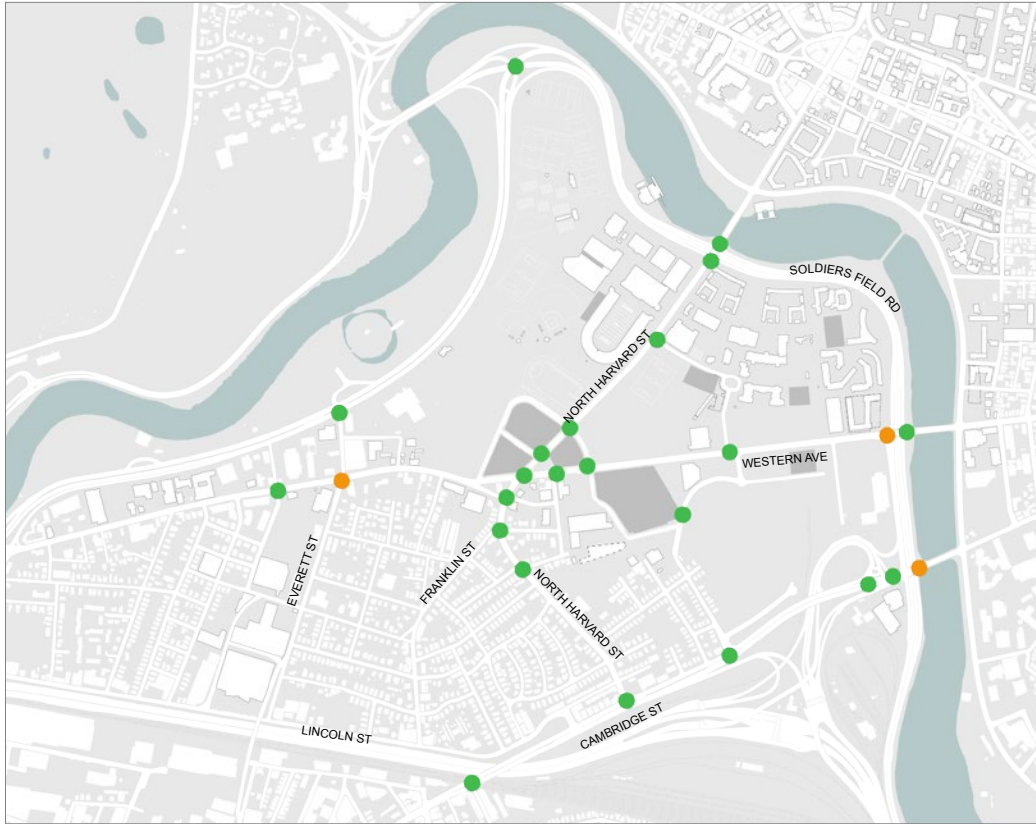 SOLDIERS FIELD RD
NORTH HARVARD ST
WESTERN AVE
FRANKLIN ST
EVERETT ST
NORTH HARVARD ST
LINCOLN ST
CAMBRIDGE ST